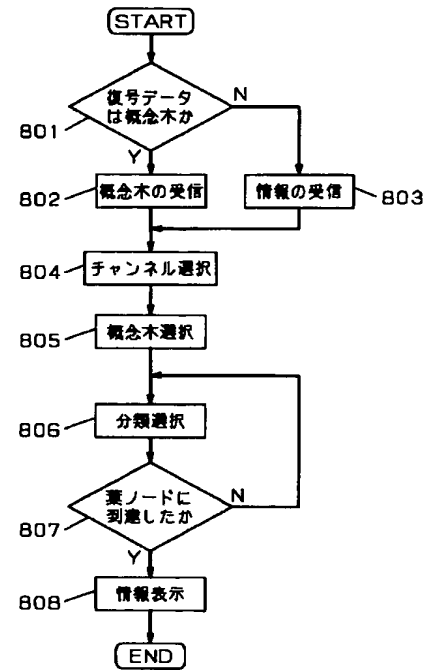 START
復号データ
は概念木か
N
801
Y
802
概念木の受信
情報の受信
803
804
チャンネル選択
805
概念木選択
806
分類選択
葉ノードに
到達したか
N
807
Y
808
情報表示
END